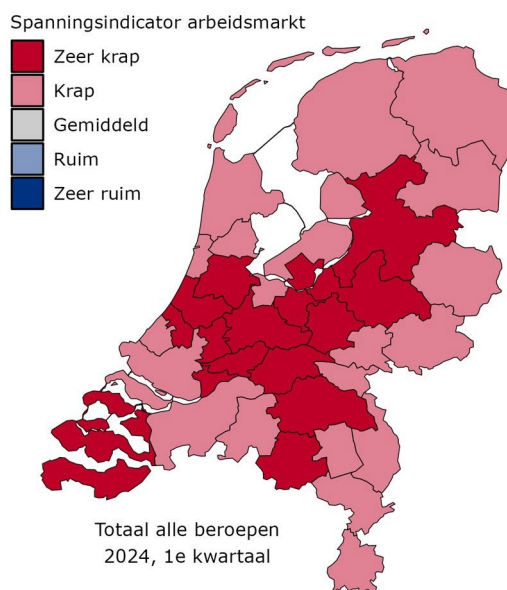 Spanningsindicator arbeidsmarkt
Zeer krap
Krap
Gemiddeld
Ruim
Zeer ruim
Totaal alle beroepen
2024, 1e kwartaal